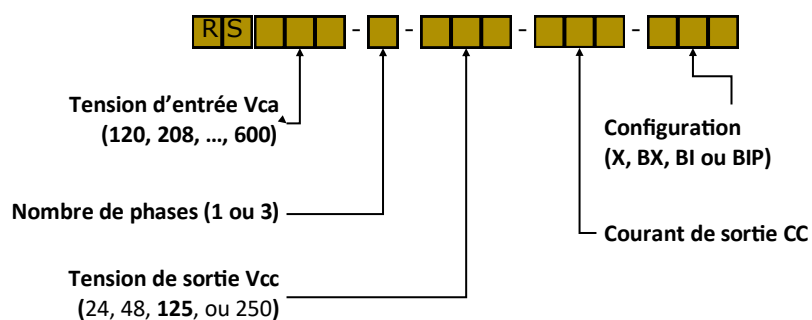 RS - - - -
Tension d’entrée Vca
(120, 208, …, 600)
Configuration
(X, BX, BI ou BIP)
Nombre de phases (1 ou 3)
Courant de sortie CC
Tension de sortie Vcc
(24, 48, 125, ou 250)